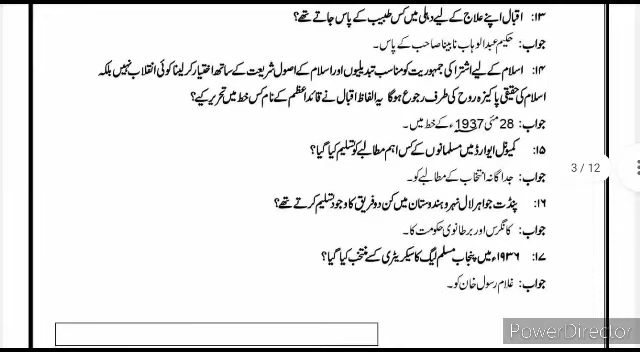 ۱۳: اقبال اپنے علاج کے لیے دہلی میں کس طبیب کے پاس جاتے تھے؟
جواب: حکیم عبدالوہاب نابینا صاحب کے پاس۔
۱۴: اسلام کے لیے اشتراکی جمہوریت کو مناسب تبدیلیوں اور اسلام کے اصول شریعت کے ساتھ اختیار کر لینا کوئی انقلاب نہیں بلکہ
اسلام کی حقیقی پاکیزہ روح کی طرف رجوع ہوگا یہ الفاظ اقبال نے قائد اعظم کے نام کس خط میں تحریر کیے؟
جواب: 28 مئی 1937ء کے خط میں۔
۱۵: کمیونل ایوارڈ میں مسلمانوں کے کس اہم مطالبے کو تسلیم کیا گیا؟
جواب: جداگانہ انتخاب کے مطالبے کو۔
3 / 12
۱۶: پنڈت جواہر لال نہرو ہندوستان میں کن دو فریق کا وجود تسلیم کرتے تھے؟
جواب: کانگرس اور برطانوی حکومت کا۔
۱۷: ۱۹۳۶ء میں پنجاب مسلم لیگ کا سیکریٹری کسے منتخب کیا گیا؟
جواب: غلام رسول خان کو۔
PowerDirector